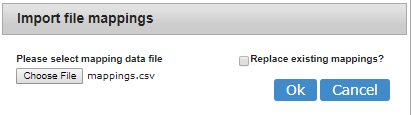 Import file mappings
Please select mapping data file
Replace existing mappings?
Choose File mappings.csv
Ok Cancel